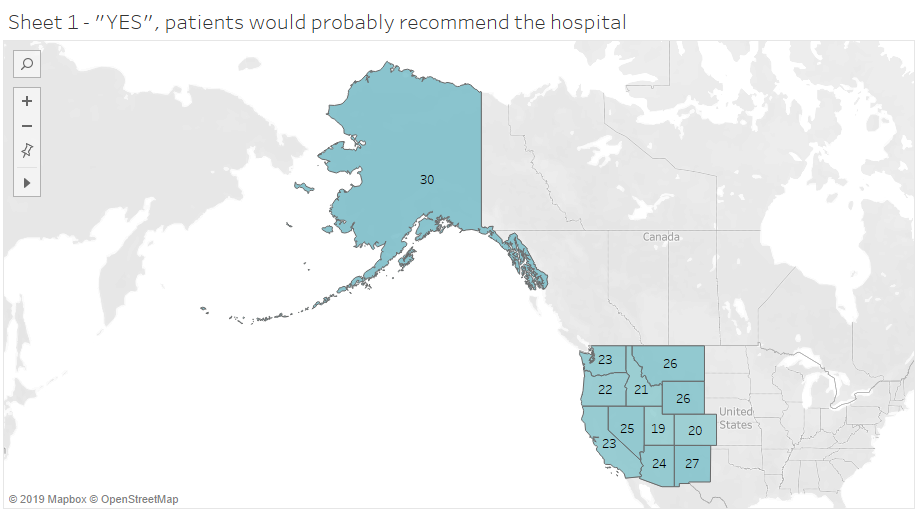 Sheet 1 - "YES", patients would probably recommend the hospital
30
Canada
23
26
22
21
26
United
States
25
19
20
23
24
27
© 2019 Mapbox © OpenStreetMap